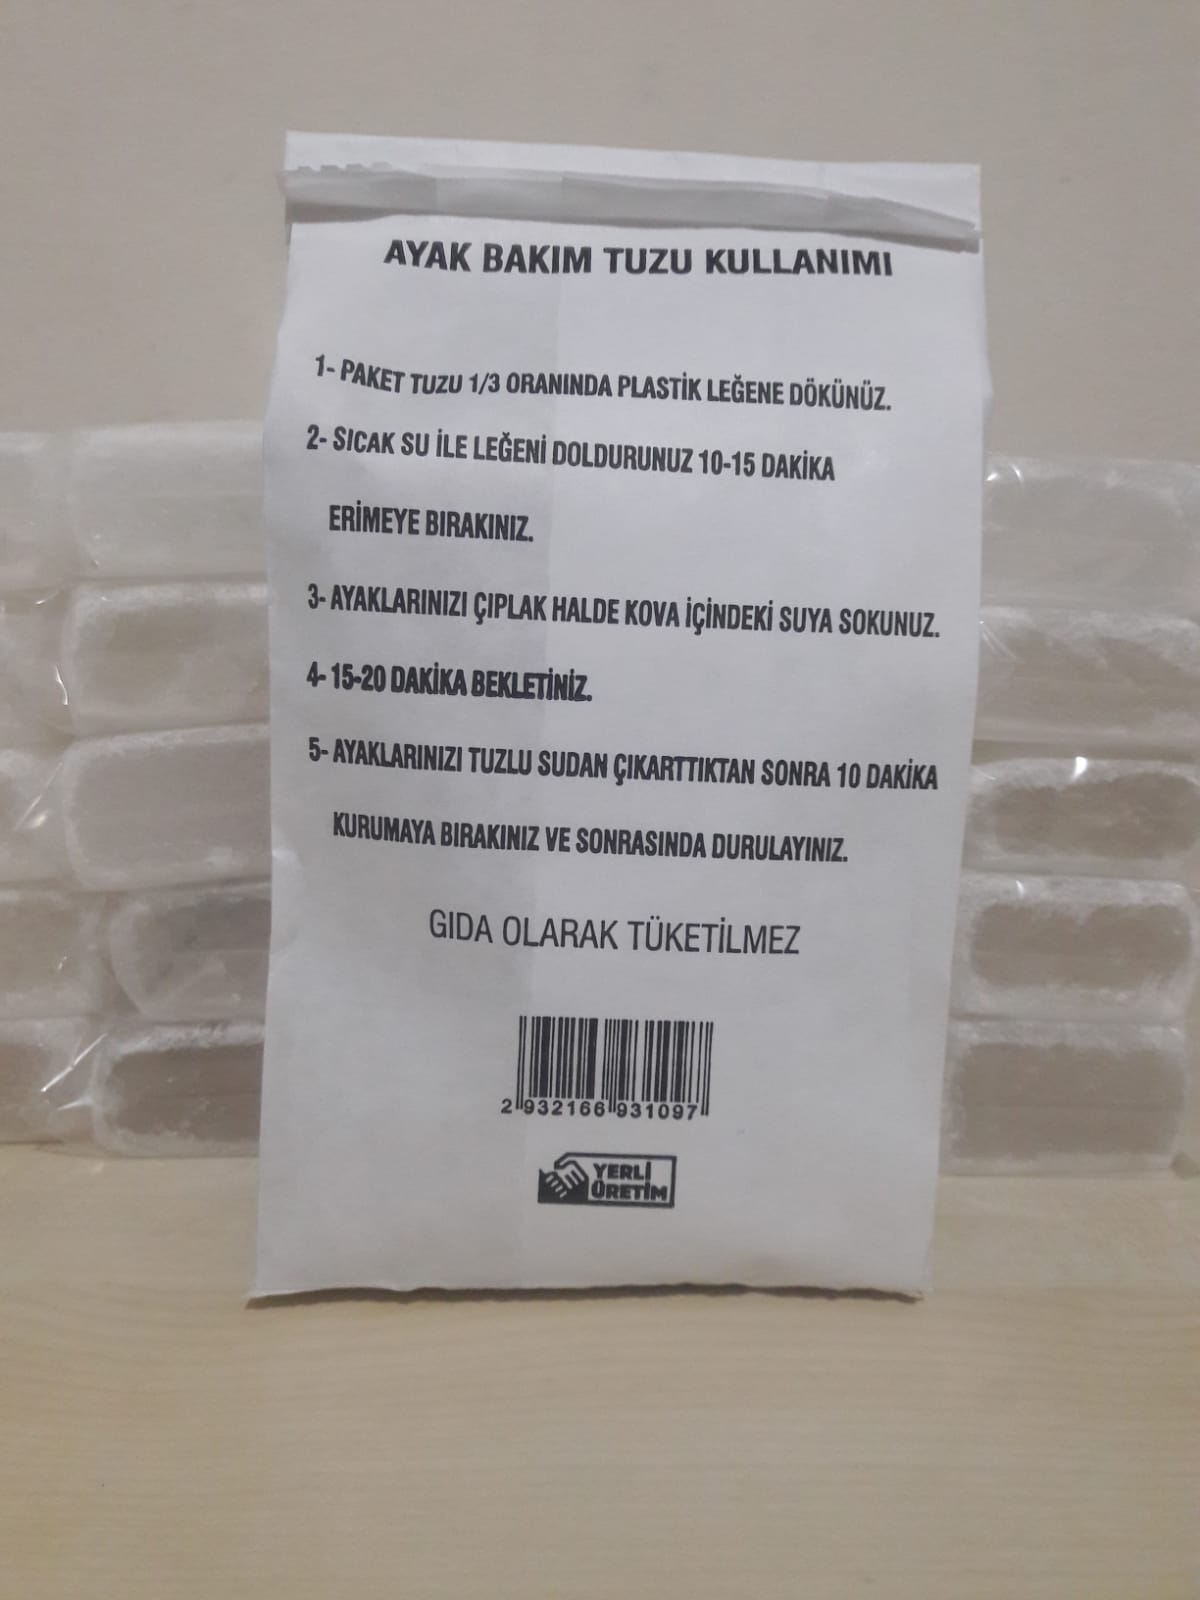 AYAK BAKIM TUZU KULLANIMI
1- PAKET TUZU 1/3 ORANINDA PLASTİK LEĞENE DÖKÜNÜZ.
2- SICAK SU İLE LEĞENİ DOLDURUNUZ 10-15 DAKİKA
ERİMEYE BIRAKINIZ.
3- AYAKLARINIZI ÇIPLAK HALDE KOVA İÇİNDEKİ SUYA SOKUNUZ.
4- 15-20 DAKİKA BEKLETİNİZ.
5- AYAKLARINIZI TUZLU SUDAN ÇIKARTTIKTAN SONRA 10 DAKİKA
KURUMAYA BIRAKINIZ VE SONRASINDA DURULAYINIZ.
GIDA OLARAK TÜKETİLMEZ
2 932166 931097
YERLİ
ÜRETİM